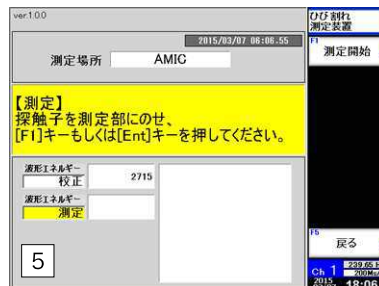 ver.1.0.0
ひび割れ
測定装置
2015/03/07 06:06.55
F1
測定開始
測定場所 AMIC
【測定】
探触子を測定部にのせ、
[F1]キーもしくは[Ent]キーを押してください。
波形エネルギー
校正 2715
波形エネルギー
測定
F5
戻る
5
Ch 1
239.65
200Ms/
2015
18:06